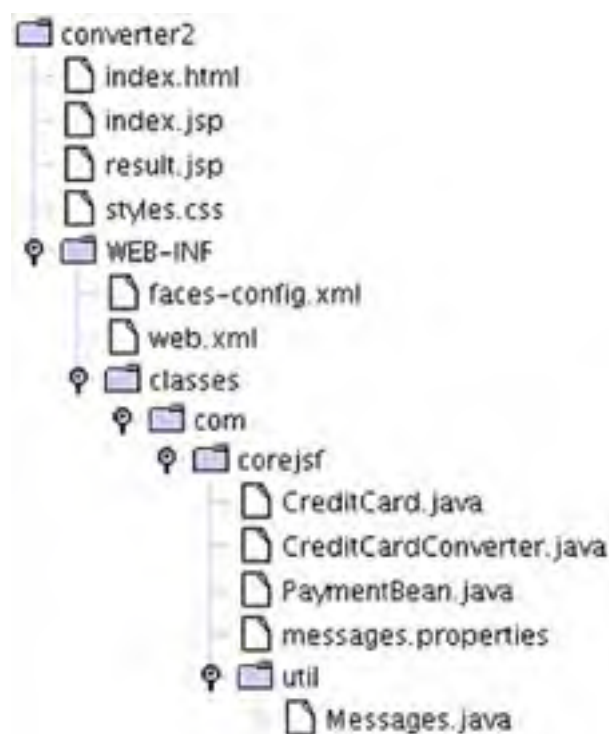 converter2
index.html
index.jsp
result.jsp
styles.css
WEB-INF
faces-config.xml
web.xml
classes
com
corejsf
CreditCard.java
CreditCardConverter.java
PaymentBean.java
messages.properties
util
Messages.java